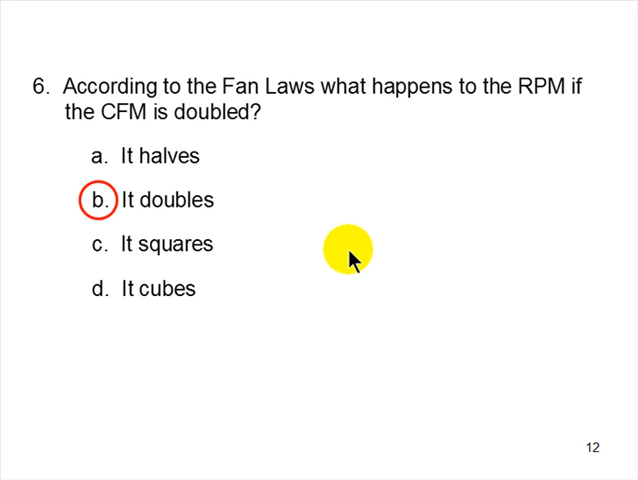 6. According to the Fan Laws what happens to the RPM if
the CFM is doubled?
a. It halves
b. It doubles
c. It squares
d. It cubes
12